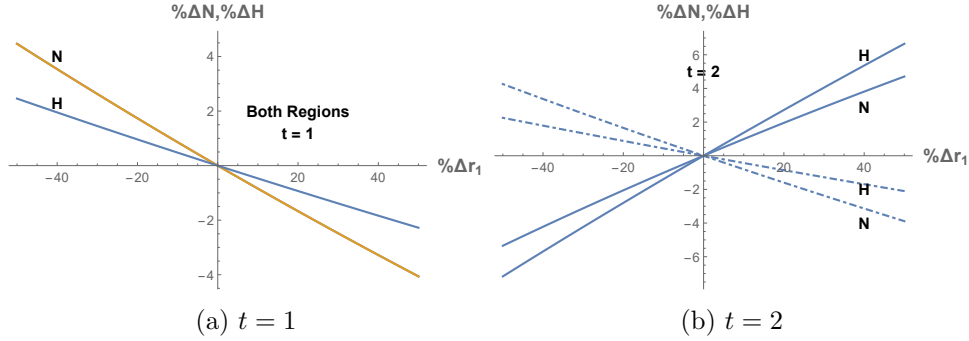 %ΔN,%ΔH
4
2
-2
-4
-40
-20
20
40
%Δr1
N
H
Both Regions
t = 1
(a) t = 1
%ΔN,%ΔH
6
4
2
-2
-4
-6
-40
-20
20
40
%Δr1
t = 2
H
N
H
N
(b) t = 2